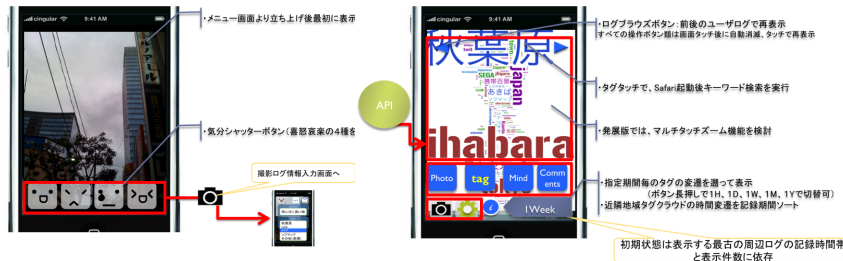 cingular 9:41 AM
・メニュー画面より立ち上げ後最初に表示
・気分シャッターボタン(喜怒哀楽の4種を
撮影ログ情報入力画面へ
API
cingular 9:41 AM
秋葉原
SEGA
携帯百景
あきば
japan
ihabara
Photo tag Mind Comm
ents
i 1Week
・ログブラウズボタン:前後のユーザログで再表示
すべての操作ボタン類は画面タッチ後に自動消滅、タッチで再表示
・タグタッチで、Safari起動後キーワード検索を実行
・発展版では、マルチタッチズーム機能を検討
・指定期間毎のタグの変遷を遡って表示
(ボタン長押しで1H、1D、1W、1M、1Yで切替可)
・近隣地域タグクラウドの時間変遷を記録期間ソート
初期状態は表示する最古の周辺ログの記録時間帯
と表示件数に依存